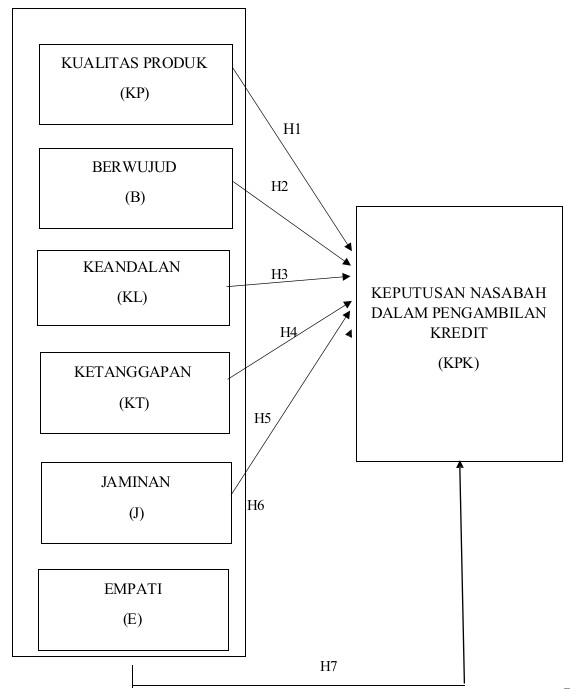 KUALITAS PRODUK
(KP)
H1
BERWUJUD
(B)
H2
KEANDALAN
(KL)
H3
KETANGGAPAN
(KT)
H4
JAMINAN
(J)
H5
H6
EMPATI
(E)
H7
KEPUTUSAN NASABAH
DALAM PENGAMBILAN
KREDIT
(KPK)